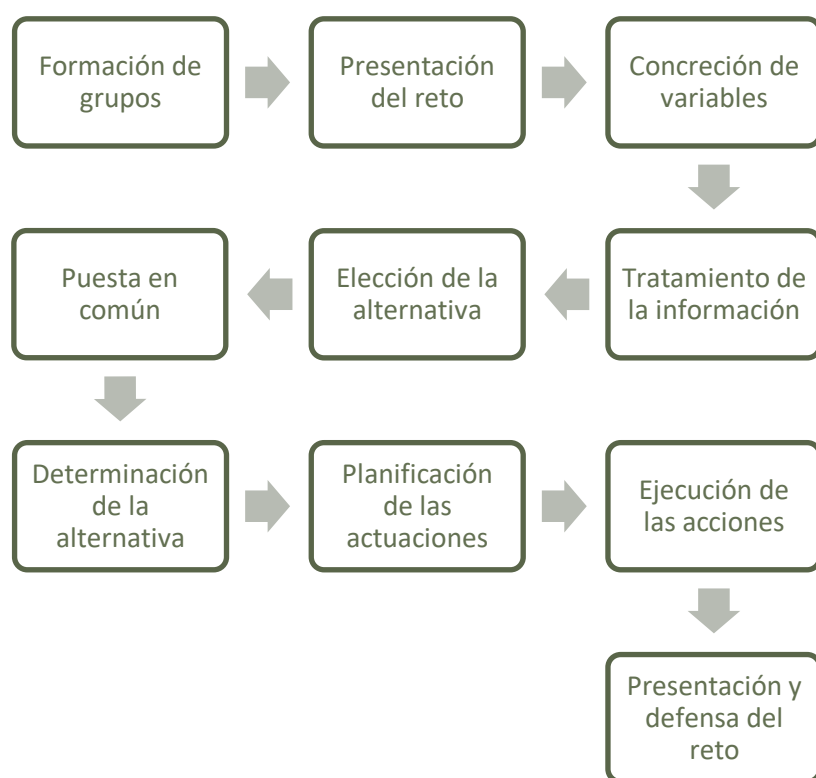 Formación de
grupos
Presentación
del reto
Concreción de
variables
Tratamiento de
la información
Elección de la
alternativa
Puesta en
común
Determinación
de la
alternativa
Planificación
de las
actuaciones
Ejecución de
las acciones
Presentación y
defensa del
reto